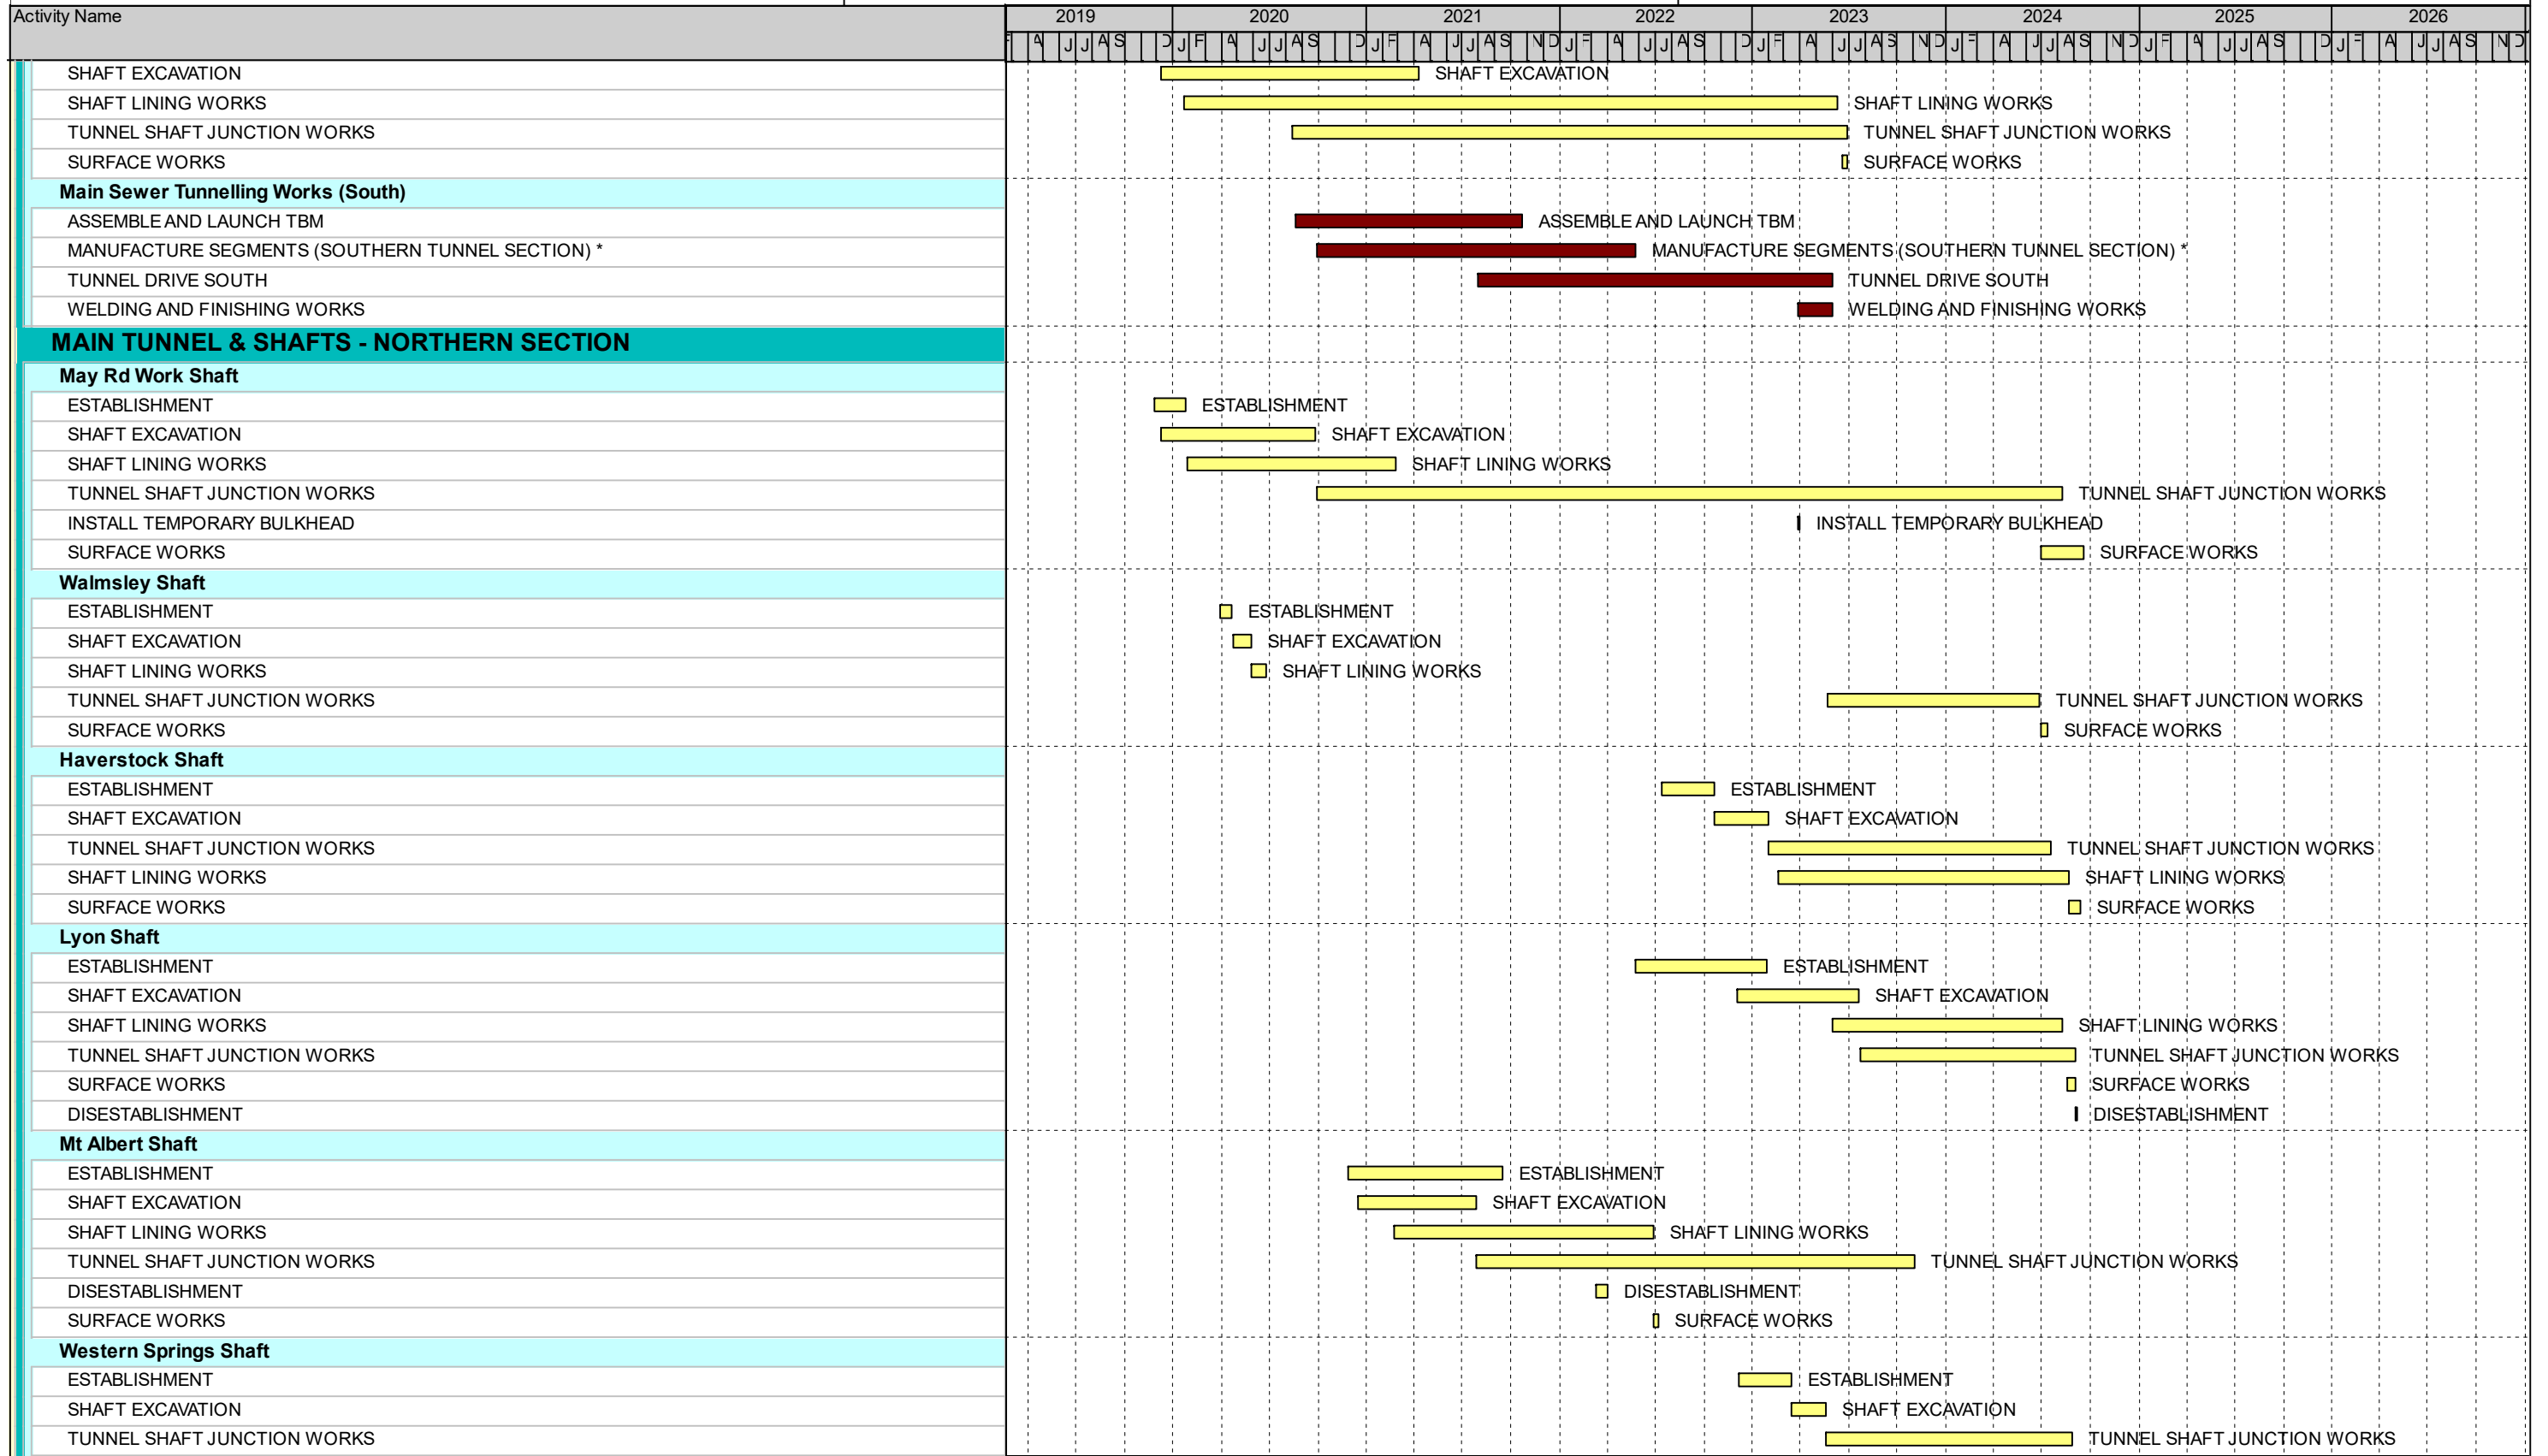 Activity Name 2019 2020 2021 2022 2023 2024 2025 2026
F A J J A S D J F A J J A S D J F A J J A S N D J F A J J A S D J F A J J A S N D J F A J J A S N D J F A J J A S D F A J J A S N D
SHAFT EXCAVATION SHAFT EXCAVATION
SHAFT LINING WORKS SHAFT LINING WORKS
TUNNEL SHAFT JUNCTION WORKS TUNNEL SHAFT JUNCTION WORKS
SURFACE WORKS SURFACE WORKS
Main Sewer Tunnelling Works (South)
ASSEMBLE AND LAUNCH TBM ASSEMBLE AND LAUNCH TBM
MANUFACTURE SEGMENTS (SOUTHERN TUNNEL SECTION) * MANUFACTURE SEGMENTS (SOUTHERN TUNNEL SECTION) *
TUNNEL DRIVE SOUTH TUNNEL DRIVE SOUTH
WELDING AND FINISHING WORKS WELDING AND FINISHING WORKS
MAIN TUNNEL & SHAFTS - NORTHERN SECTION
May Rd Work Shaft
ESTABLISHMENT ESTABLISHMENT
SHAFT EXCAVATION SHAFT EXCAVATION
SHAFT LINING WORKS SHAFT LINING WORKS
TUNNEL SHAFT JUNCTION WORKS TUNNEL SHAFT JUNCTION WORKS
INSTALL TEMPORARY BULKHEAD INSTALL TEMPORARY BULKHEAD
SURFACE WORKS SURFACE WORKS
Walmsley Shaft
ESTABLISHMENT ESTABLISHMENT
SHAFT EXCAVATION SHAFT EXCAVATION
SHAFT LINING WORKS SHAFT LINING WORKS
TUNNEL SHAFT JUNCTION WORKS TUNNEL SHAFT JUNCTION WORKS
SURFACE WORKS SURFACE WORKS
Haverstock Shaft
ESTABLISHMENT ESTABLISHMENT
SHAFT EXCAVATION SHAFT EXCAVATION
TUNNEL SHAFT JUNCTION WORKS TUNNEL SHAFT JUNCTION WORKS
SHAFT LINING WORKS SHAFT LINING WORKS
SURFACE WORKS SURFACE WORKS
Lyon Shaft
ESTABLISHMENT ESTABLISHMENT
SHAFT EXCAVATION SHAFT EXCAVATION
SHAFT LINING WORKS SHAFT LINING WORKS
TUNNEL SHAFT JUNCTION WORKS TUNNEL SHAFT JUNCTION WORKS
SURFACE WORKS SURFACE WORKS
DISESTABLISHMENT DISESTABLISHMENT
Mt Albert Shaft
ESTABLISHMENT ESTABLISHMENT
SHAFT EXCAVATION SHAFT EXCAVATION
SHAFT LINING WORKS SHAFT LINING WORKS
TUNNEL SHAFT JUNCTION WORKS TUNNEL SHAFT JUNCTION WORKS
DISESTABLISHMENT DISESTABLISHMENT
SURFACE WORKS SURFACE WORKS
Western Springs Shaft
ESTABLISHMENT ESTABLISHMENT
SHAFT EXCAVATION SHAFT EXCAVATION
TUNNEL SHAFT JUNCTION WORKS TUNNEL SHAFT JUNCTION WORKS